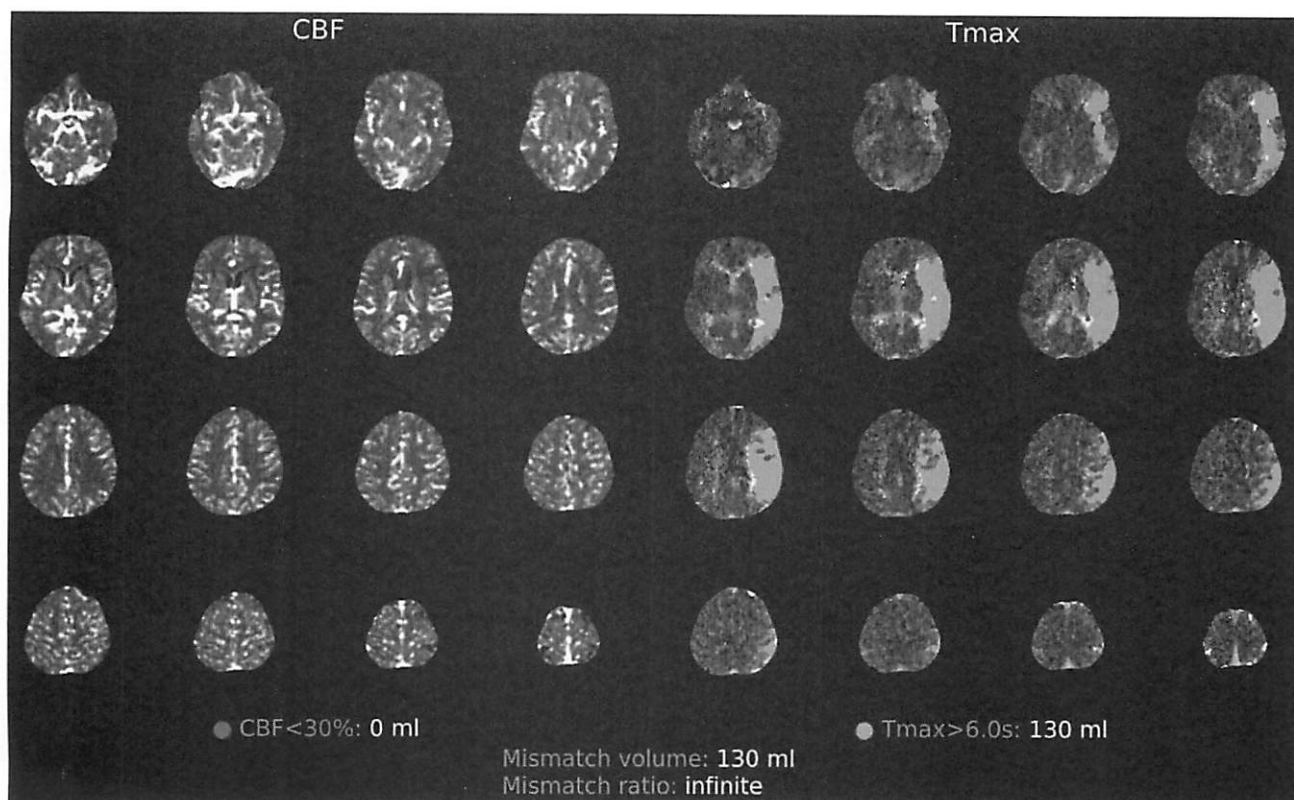 CBF
Tmax
CBF<30%: 0 ml
Tmax>6.0s: 130 ml
Mismatch volume: 130 ml
Mismatch ratio: infinite